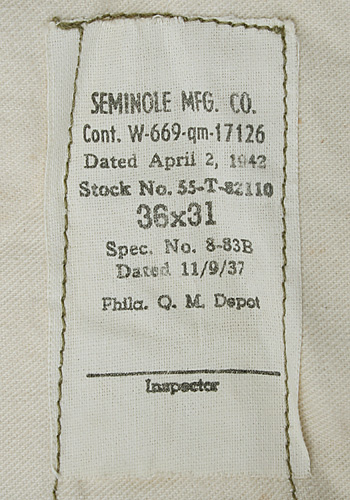 SEMINOLE MFG. CO.
Cont. W-669-qm-17126
Dated April 2, 1942
Stock No. 55-T-82110
36x31
Spec. No. 8-83B
Dated 11/9/37
Phila. Q. M. Depot
Inspector